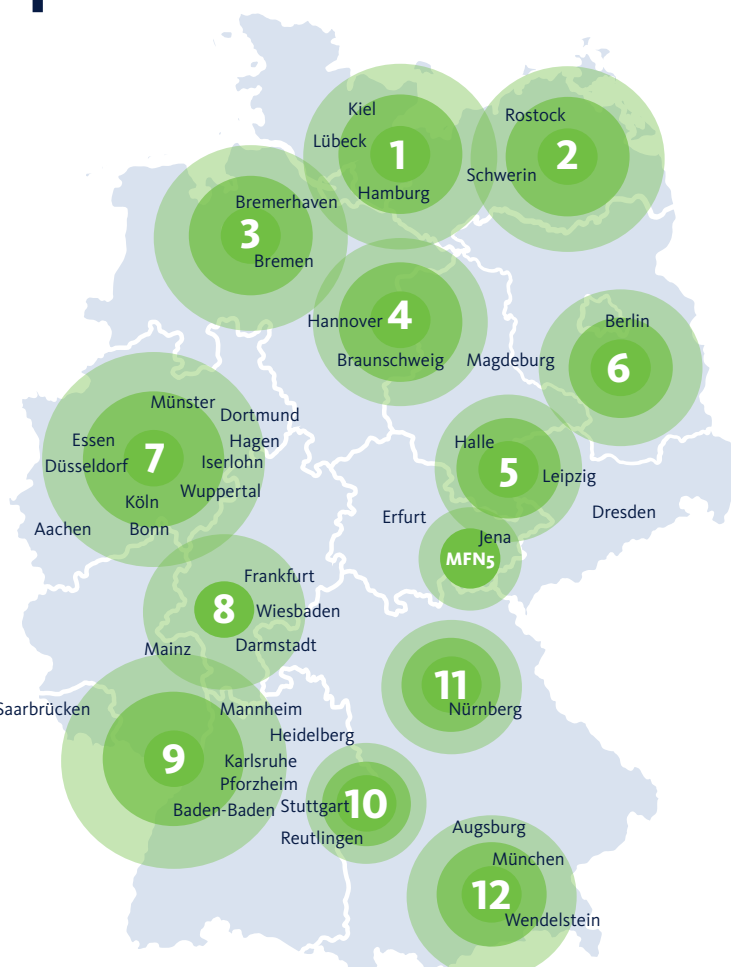 Kiel
Rostock
Lübeck
1
2
Schwerin
Hamburg
Bremerhaven
3
Bremen
Hannover
4
Berlin
Braunschweig
Magdeburg
6
Münster
Dortmund
Essen
Hagen
Halle
Düsseldorf
7
Iserlohn
5
Leipzig
Wuppertal
Köln
Dresden
Erfurt
Aachen
Bonn
Jena
MFN5
Frankfurt
8
Wiesbaden
Mainz
Darmstadt
11
Saarbrücken
Mannheim
Nürnberg
Heidelberg
9
Karlsruhe
Pforzheim
Baden-Baden
Stuttgart
10
Reutlingen
Augsburg
München
12
Wendelstein